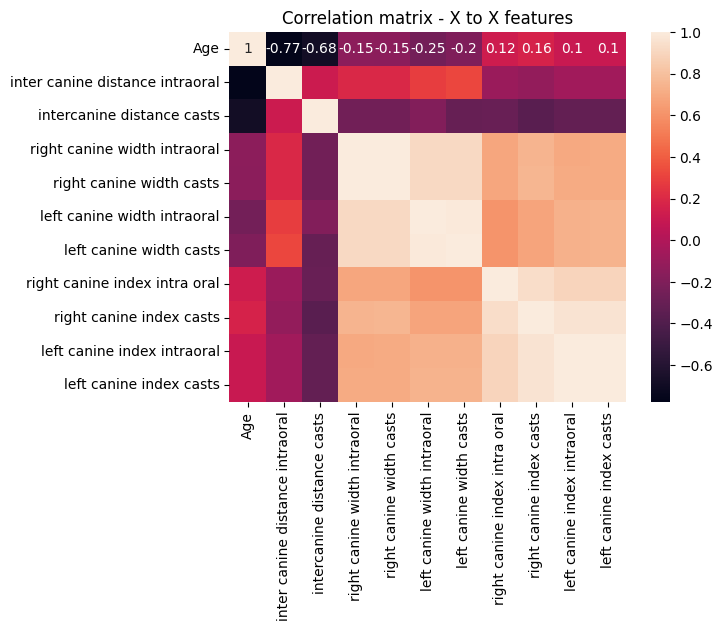 Correlation matrix - X to X features
Age
1 -0.77 -0.68 -0.15 -0.15 -0.25 -0.2 0.12 0.16 0.1 0.1
inter canine distance intraoral
intercanine distance casts
right canine width intraoral
right canine width casts
left canine width intraoral
left canine width casts
right canine index intra oral
right canine index casts
left canine index intraoral
left canine index casts
1.0
0.8
0.6
0.4
0.2
0.0
−0.2
−0.4
−0.6
Age
inter canine distance intraoral
intercanine distance casts
right canine width intraoral
right canine width casts
left canine width intraoral
left canine width casts
right canine index intra oral
right canine index casts
left canine index intraoral
left canine index casts